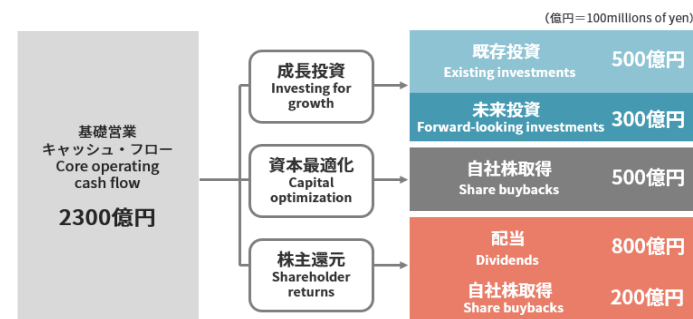 (億円＝100millions of yen)
基礎営業
キャッシュ・フロー
Core operating
cash flow
2300億円
成長投資
Investing for
growth
資本最適化
Capital
optimization
株主還元
Shareholder
returns
既存投資
Existing investments
500億円
未来投資
Forward-looking investments
300億円
自社株取得
Share buybacks
500億円
配当
Dividends
800億円
自社株取得
Share buybacks
200億円